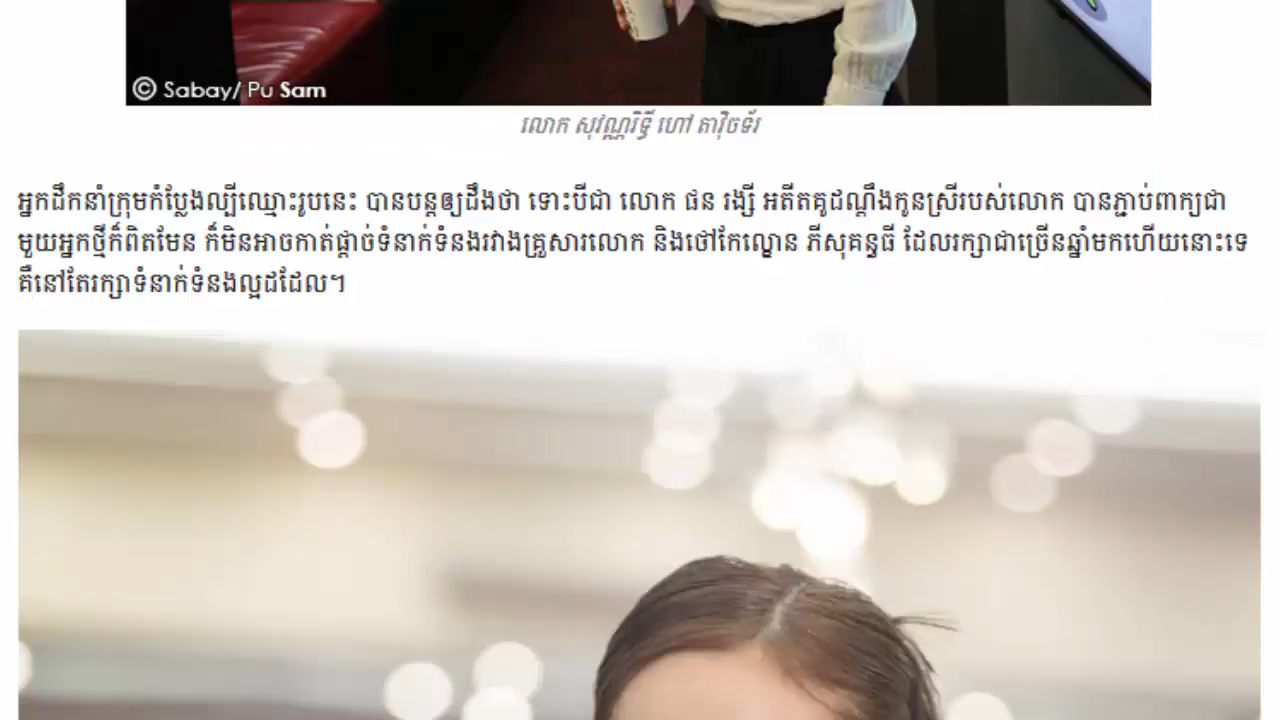 © Sabay/ Pu Sam
លោក សុវណ្ណរិទ្ធី ហៅ តាវ៉ិចទ័រ
អ្នកដឹកនាំក្រុមកំប្លែងល្បីឈ្មោះរូបនេះ បានបន្តឲ្យដឹងថា ទោះបីជា លោក ផន រង្ស៊ី អតីតគូដណ្ដឹងកូនស្រីរបស់លោក បានភ្ជាប់ពាក្យជា
មួយអ្នកថ្មីក៏ពិតមែន ក៏មិនអាចកាត់ផ្ដាច់ទំនាក់ទំនងរវាងគ្រួសារលោក និងថៅកែល្ខោន ភីសុគន្ធធី ដែលរក្សាជាច្រើនឆ្នាំមកហើយនោះទេ
គឺនៅតែរក្សាទំនាក់ទំនងល្អដដែល។